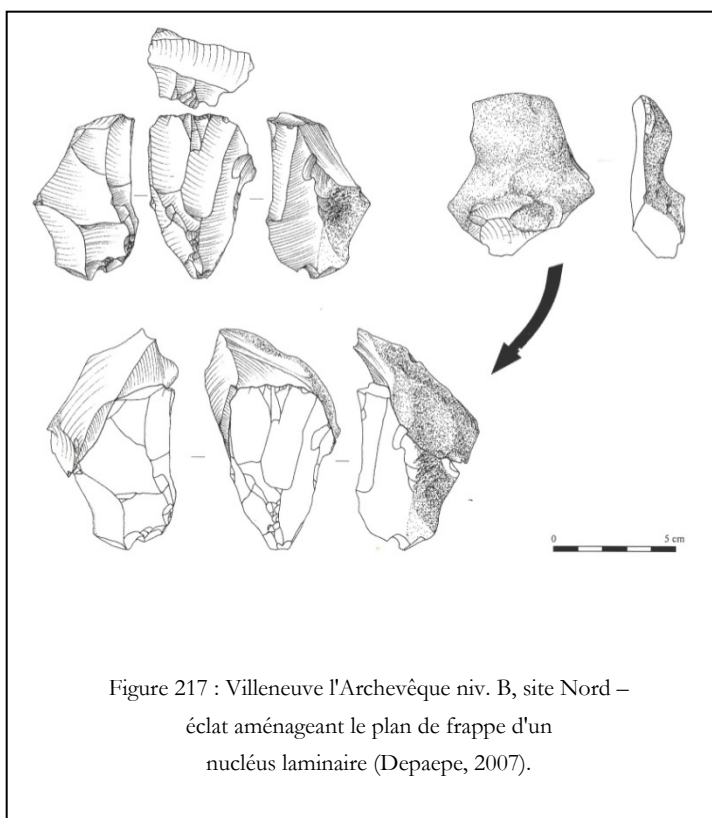 0 5 cm
Figure 217 : Villeneuve l'Archevêque niv. B, site Nord –
éclat aménageant le plan de frappe d'un
nucléus laminaire (Depaepe, 2007).